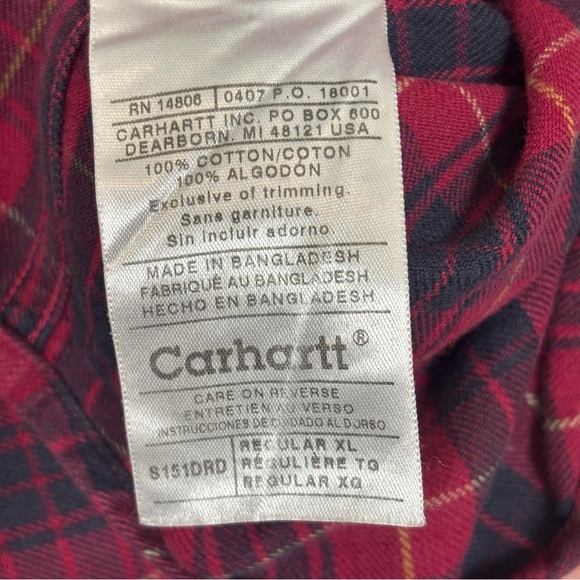 RN 14806 | 0407 P.O. 18001
CARHARTT INC. PO BOX 600
DEARBORN, MI 48121 USA
100% COTTON/COTON
100% ALGODÓN
Exclusive of trimming.
Sans garniture.
Sin incluir adorno.
MADE IN BANGLADESH
FABRIQUÉ AU BANGLADESH
HECHO EN BANGLADESH
Carhartt®
CARE ON REVERSE
ENTRETIEN AU VERSO
INSTRUCCIONES DE CUIDADO AL DORSO
S151DRD | REGULAR XL
REGULIERE TG
REGULAR XG